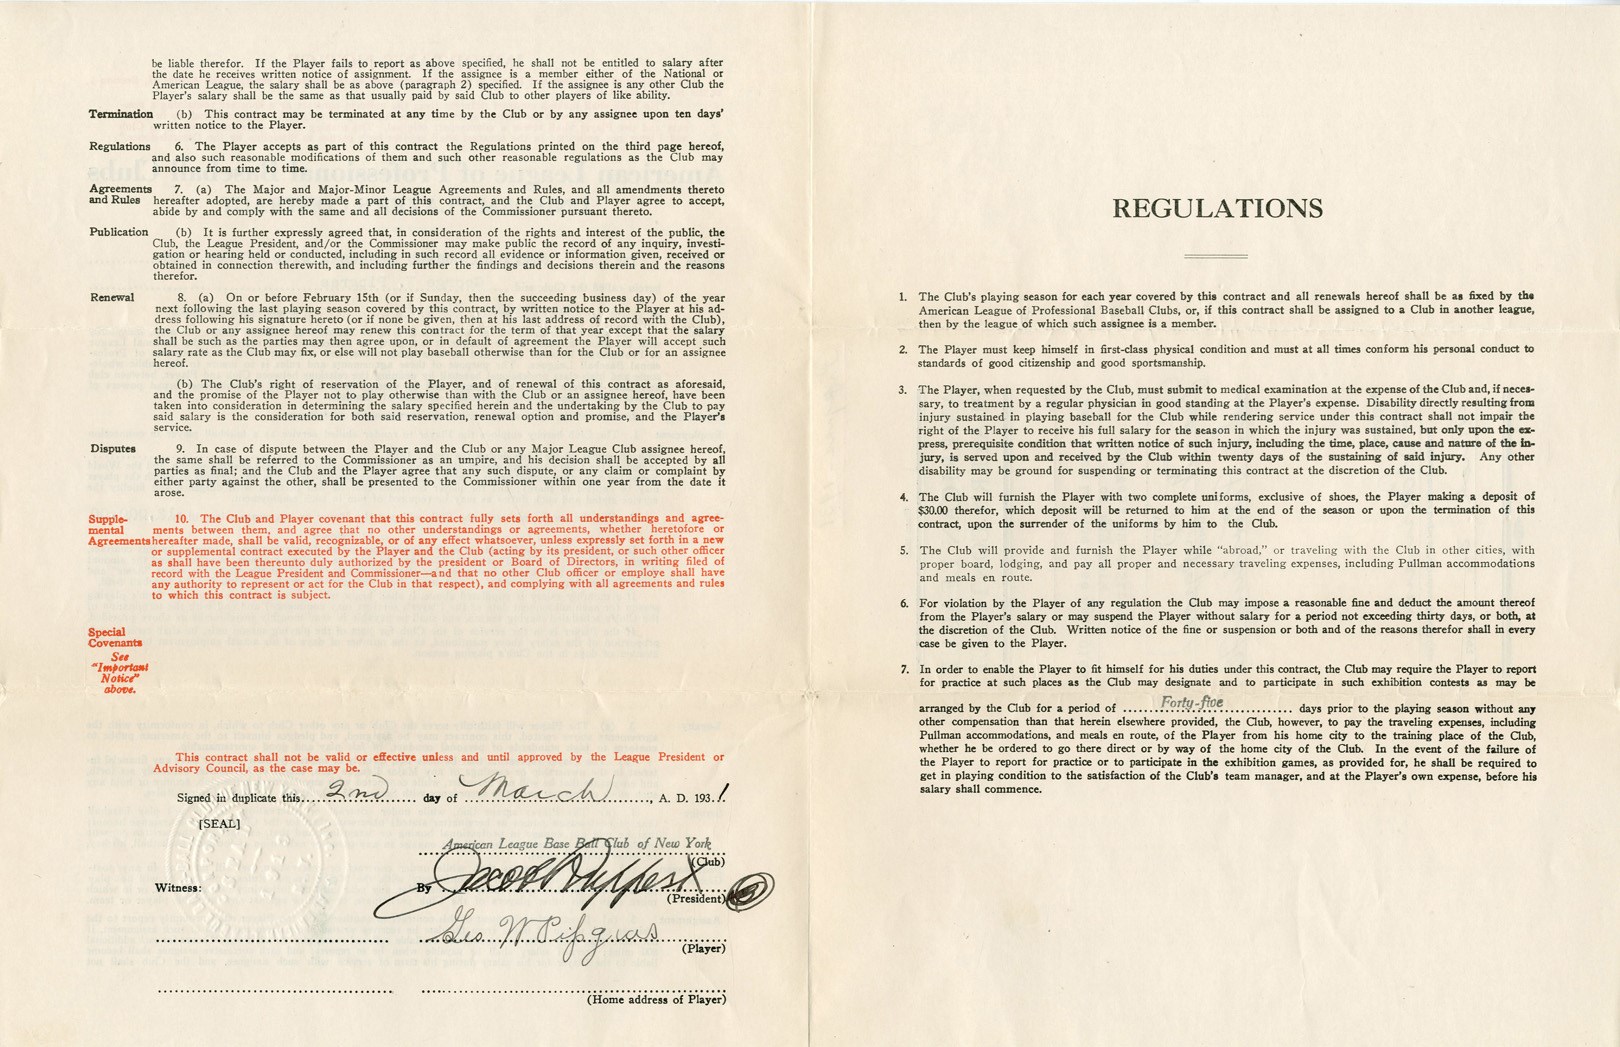 be liable therefor. If the Player fails to report as above specified, he shall not be entitled to salary after
the date he receives written notice of assignment. If the assignee is a member either of the National or
American League, the salary shall be as above (paragraph 2) specified. If the assignee is any other Club the
Player's salary shall be the same as that usually paid by said Club to other players of like ability.
Termination (b) This contract may be terminated at any time by the Club or by any assignee upon ten days'
written notice to the Player.
Regulations 6. The Player accepts as part of this contract the Regulations printed on the third page hereof,
and also such reasonable modifications of them and such other reasonable regulations as the Club may
announce from time to time.
Agreements 7. (a) The Major and Major-Minor League Agreements and Rules, and all amendments thereto
and Rules hereafter adopted, are hereby made a part of this contract, and the Club and Player agree to accept,
abide by and comply with the same and all decisions of the Commissioner pursuant thereto.
Publication (b) It is further expressly agreed that, in consideration of the rights and interest of the public, the
Club, the League President, and/or the Commissioner may make public the record of any inquiry, investi-
gation or hearing held or conducted, including in such record all evidence or information given, received or
obtained in connection therewith, and including further the findings and decisions therein and the reasons
therefor.
Renewal 8. (a) On or before February 15th (or if Sunday, then the succeeding business day) of the year
next following the last playing season covered by this contract, by written notice to the Player at his ad-
dress following his signature hereto (or if none be given, then at his last address of record with the Club),
the Club or any assignee hereof may renew this contract for the term of that year except that the salary
shall be such as the parties may then agree upon, or in default of agreement the Player will accept such
salary rate as the Club may fix, or else will not play baseball otherwise than for the Club or for an assignee
hereof.
(b) The Club's right of reservation of the Player, and of renewal of this contract as aforesaid,
and the promise of the Player not to play otherwise than with the Club or an assignee hereof, have been
taken into consideration in determining the salary specified herein and the undertaking by the Club to pay
said salary is the consideration for both said reservation, renewal option and promise, and the Player's
service.
Disputes 9. In case of dispute between the Player and the Club or any Major League Club assignee hereof,
the same shall be referred to the Commissioner as an umpire, and his decision shall be accepted by all
parties as final; and the Club and the Player agree that any such dispute, or any claim or complaint by
either party against the other, shall be presented to the Commissioner within one year from the date it
arose.
Supple- 10. The Club and Player covenant that this contract fully sets forth all understandings and agree-
mental ments between them, and agree that no other understandings or agreements, whether heretofore or
Agreements hereafter made, shall be valid, recognizable, or of any effect whatsoever, unless expressly set forth in a new
or supplemental contract executed by the Player and the Club (acting by its president, or such other officer
as shall have been thereunto duly authorized by the president or Board of Directors, in writing filed of
record with the League President and Commissioner—and that no other Club officer or employe shall have
any authority to represent or act for the Club in that respect), and complying with all agreements and rules
to which this contract is subject.
Special
Covenants
See
"Important
Notice"
above.
This contract shall not be valid or effective unless and until approved by the League President or
Advisory Council, as the case may be.
Signed in duplicate this 2nd day of March, A. D. 1931
[SEAL]
American League Base Ball Club of New York
(Club)
Witness: By Jacob Ruppert
(President)
Geo W Pipgras
(Player)
(Home address of Player)
REGULATIONS
1. The Club's playing season for each year covered by this contract and all renewals hereof shall be as fixed by the
American League of Professional Baseball Clubs, or, if this contract shall be assigned to a Club in another league,
then by the league of which such assignee is a member.
2. The Player must keep himself in first-class physical condition and must at all times conform his personal conduct to
standards of good citizenship and good sportsmanship.
3. The Player, when requested by the Club, must submit to medical examination at the expense of the Club and, if neces-
sary, to treatment by a regular physician in good standing at the Player's expense. Disability directly resulting from
injury sustained in playing baseball for the Club while rendering service under this contract shall not impair the
right of the Player to receive his full salary for the season in which the injury was sustained, but only upon the ex-
press, prerequisite condition that written notice of such injury, including the time, place, cause and nature of the in-
jury, is served upon and received by the Club within twenty days of the sustaining of said injury. Any other
disability may be ground for suspending or terminating this contract at the discretion of the Club.
4. The Club will furnish the Player with two complete uniforms, exclusive of shoes, the Player making a deposit of
$30.00 therefor, which deposit will be returned to him at the end of the season or upon the termination of this
contract, upon the surrender of the uniforms by him to the Club.
5. The Club will provide and furnish the Player while "abroad," or traveling with the Club in other cities, with
proper board, lodging, and pay all proper and necessary traveling expenses, including Pullman accommodations
and meals en route.
6. For violation by the Player of any regulation the Club may impose a reasonable fine and deduct the amount thereof
from the Player's salary or may suspend the Player without salary for a period not exceeding thirty days, or both, at
the discretion of the Club. Written notice of the fine or suspension or both and of the reasons therefor shall in every
case be given to the Player.
7. In order to enable the Player to fit himself for his duties under this contract, the Club may require the Player to report
for practice at such places as the Club may designate and to participate in such exhibition contests as may be
arranged by the Club for a period of Forty-five days prior to the playing season without any
other compensation than that herein elsewhere provided, the Club, however, to pay the traveling expenses, including
Pullman accommodations, and meals en route, of the Player from his home city to the training place of the Club,
whether he be ordered to go there direct or by way of the home city of the Club. In the event of the failure of
the Player to report for practice or to participate in the exhibition games, as provided for, he shall be required to
get in playing condition to the satisfaction of the Club's team manager, and at the Player's own expense, before his
salary shall commence.